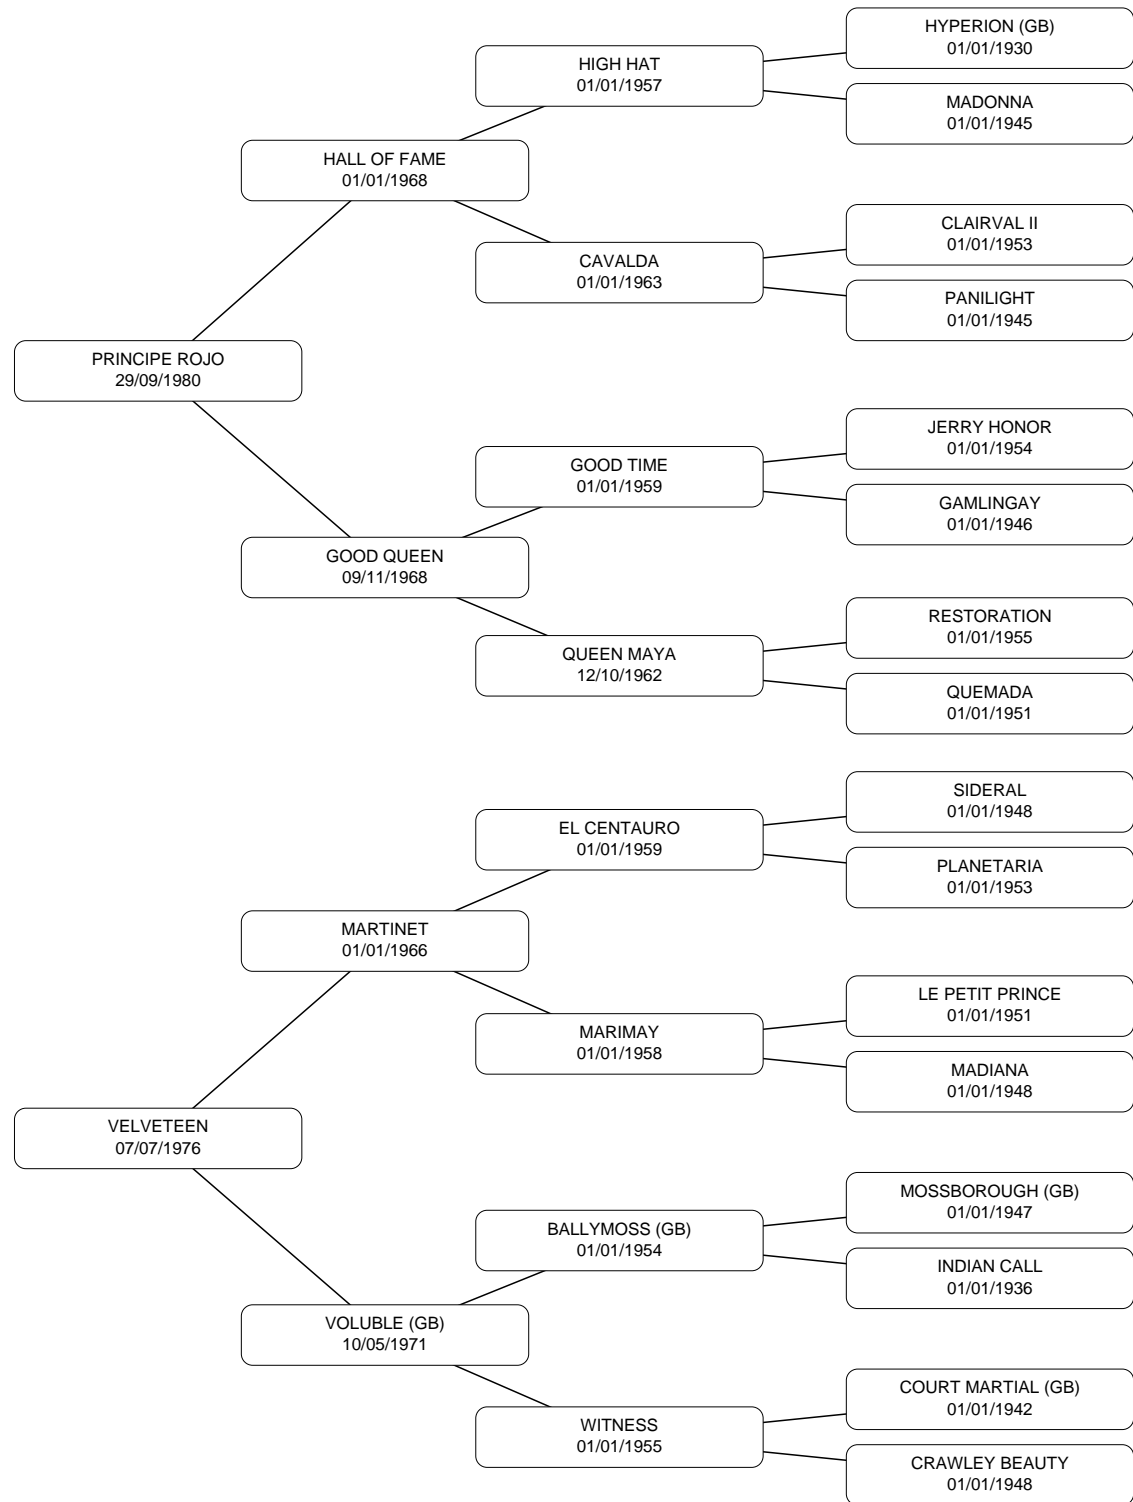 HYPERION (GB)
01/01/1930
HIGH HAT
01/01/1957
MADONNA
01/01/1945
HALL OF FAME
01/01/1968
CLAIRVAL II
01/01/1953
CAVALDA
01/01/1963
PANILIGHT
01/01/1945
PRINCIPE ROJO
29/09/1980
JERRY HONOR
01/01/1954
GOOD TIME
01/01/1959
GAMLINGAY
01/01/1946
GOOD QUEEN
09/11/1968
RESTORATION
01/01/1955
QUEEN MAYA
12/10/1962
QUEMADA
01/01/1951
SIDERAL
01/01/1948
EL CENTAURO
01/01/1959
PLANETARIA
01/01/1953
MARTINET
01/01/1966
LE PETIT PRINCE
01/01/1951
MARIMAY
01/01/1958
MADIANA
01/01/1948
VELVETEEN
07/07/1976
MOSSBOROUGH (GB)
01/01/1947
BALLYMOSS (GB)
01/01/1954
INDIAN CALL
01/01/1936
VOLUBLE (GB)
10/05/1971
COURT MARTIAL (GB)
01/01/1942
WITNESS
01/01/1955
CRAWLEY BEAUTY
01/01/1948